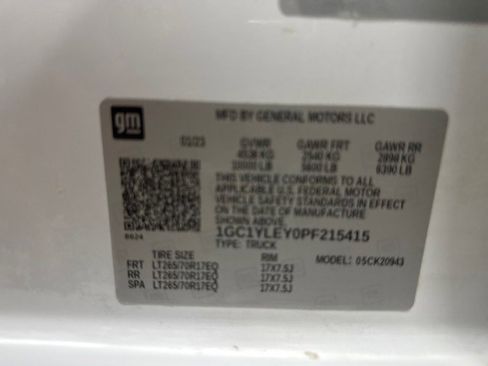 gm
MFD BY GENERAL MOTORS LLC
01/23 GVWR GAWR FRT GAWR RR
4536 KG 2540 KG 2898 KG
10000 LB 5600 LB 6390 LB
THIS VEHICLE CONFORMS TO ALL
APPLICABLE U.S. FEDERAL MOTOR
VEHICLE SAFETY STANDARDS IN EFFECT
ON THE DATE OF MANUFACTURE
SHOWN ABOVE.
1GC1YLEY0PF215415
TYPE: TRUCK
TIRE SIZE RIM MODEL: 05CK20943
FRT LT265/70R17EQ 17X7.5J
RR LT265/70R17EQ 17X7.5J
SPA LT265/70R17EQ 17X7.5J